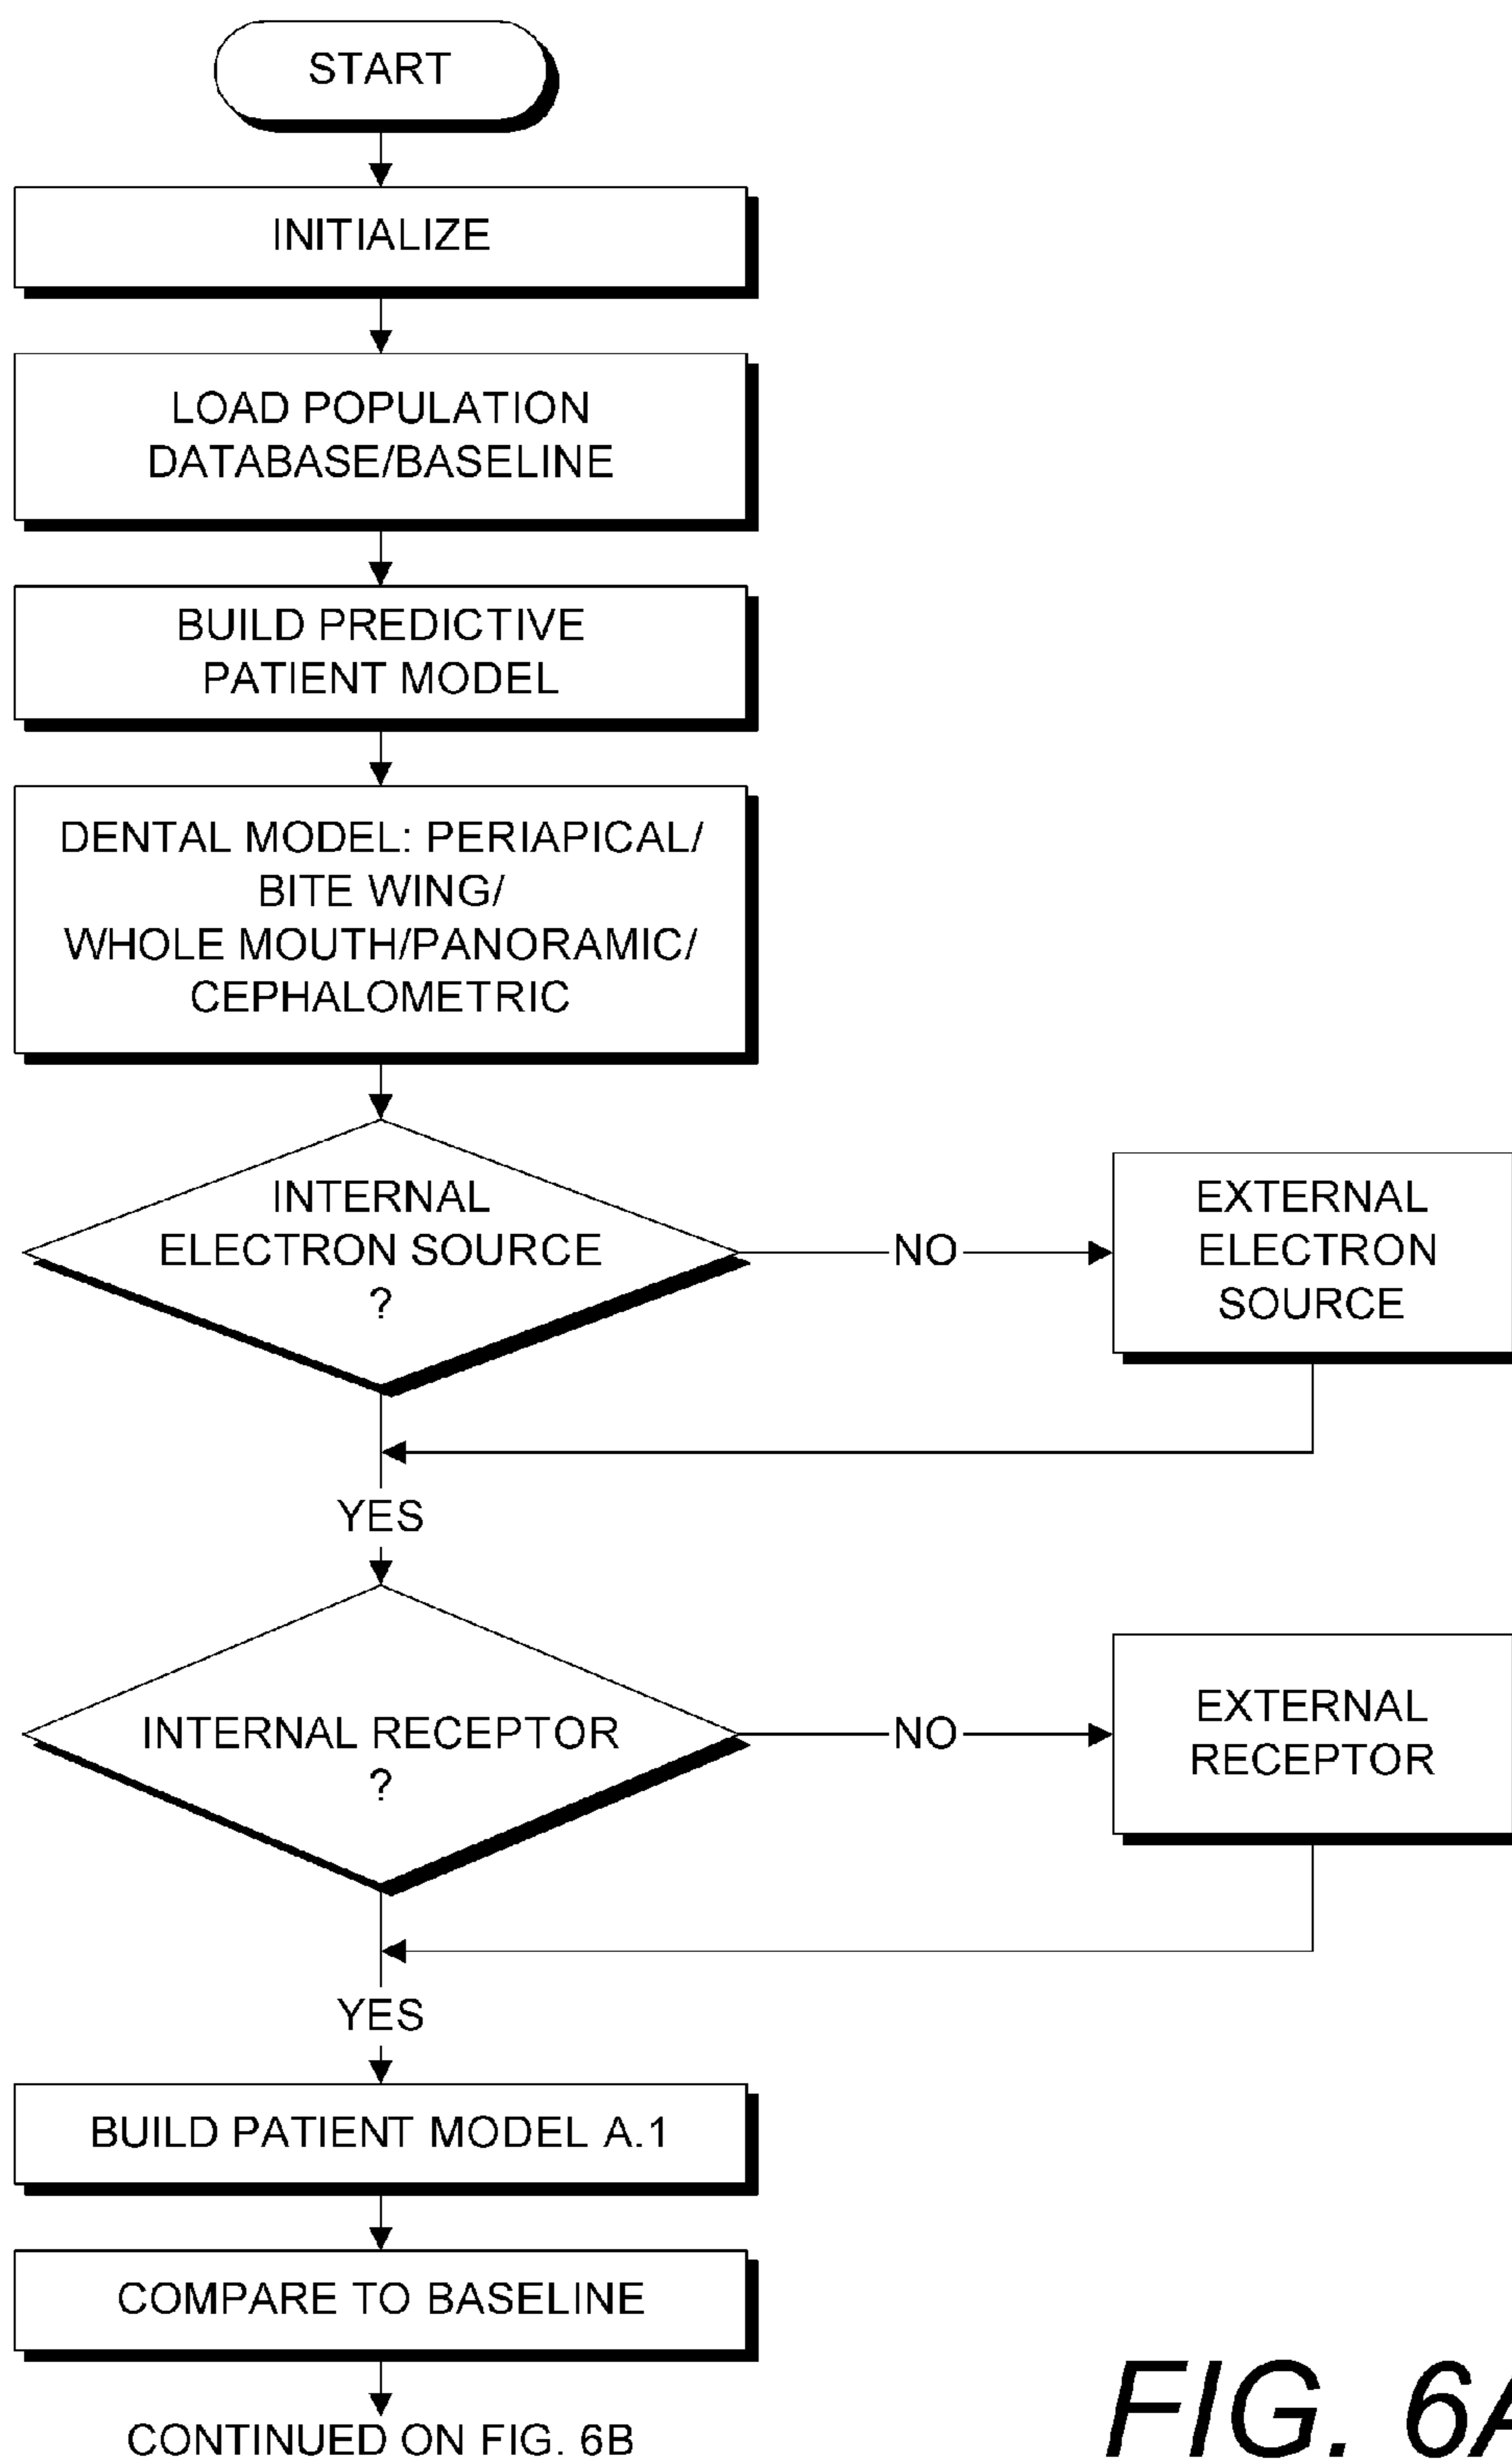 START
INITIALIZE
LOAD POPULATION
DATABASE/BASELINE
BUILD PREDICTIVE
PATIENT MODEL
DENTAL MODEL: PERIAPICAL/
BITE WING/
WHOLE MOUTH/PANORAMIC/
CEPHALOMETRIC
INTERNAL
ELECTRON SOURCE
?
NO
EXTERNAL
ELECTRON
SOURCE
YES
INTERNAL RECEPTOR
?
NO
EXTERNAL
RECEPTOR
YES
BUILD PATIENT MODEL A.1
COMPARE TO BASELINE
CONTINUED ON FIG. 6B
FIG. 6A